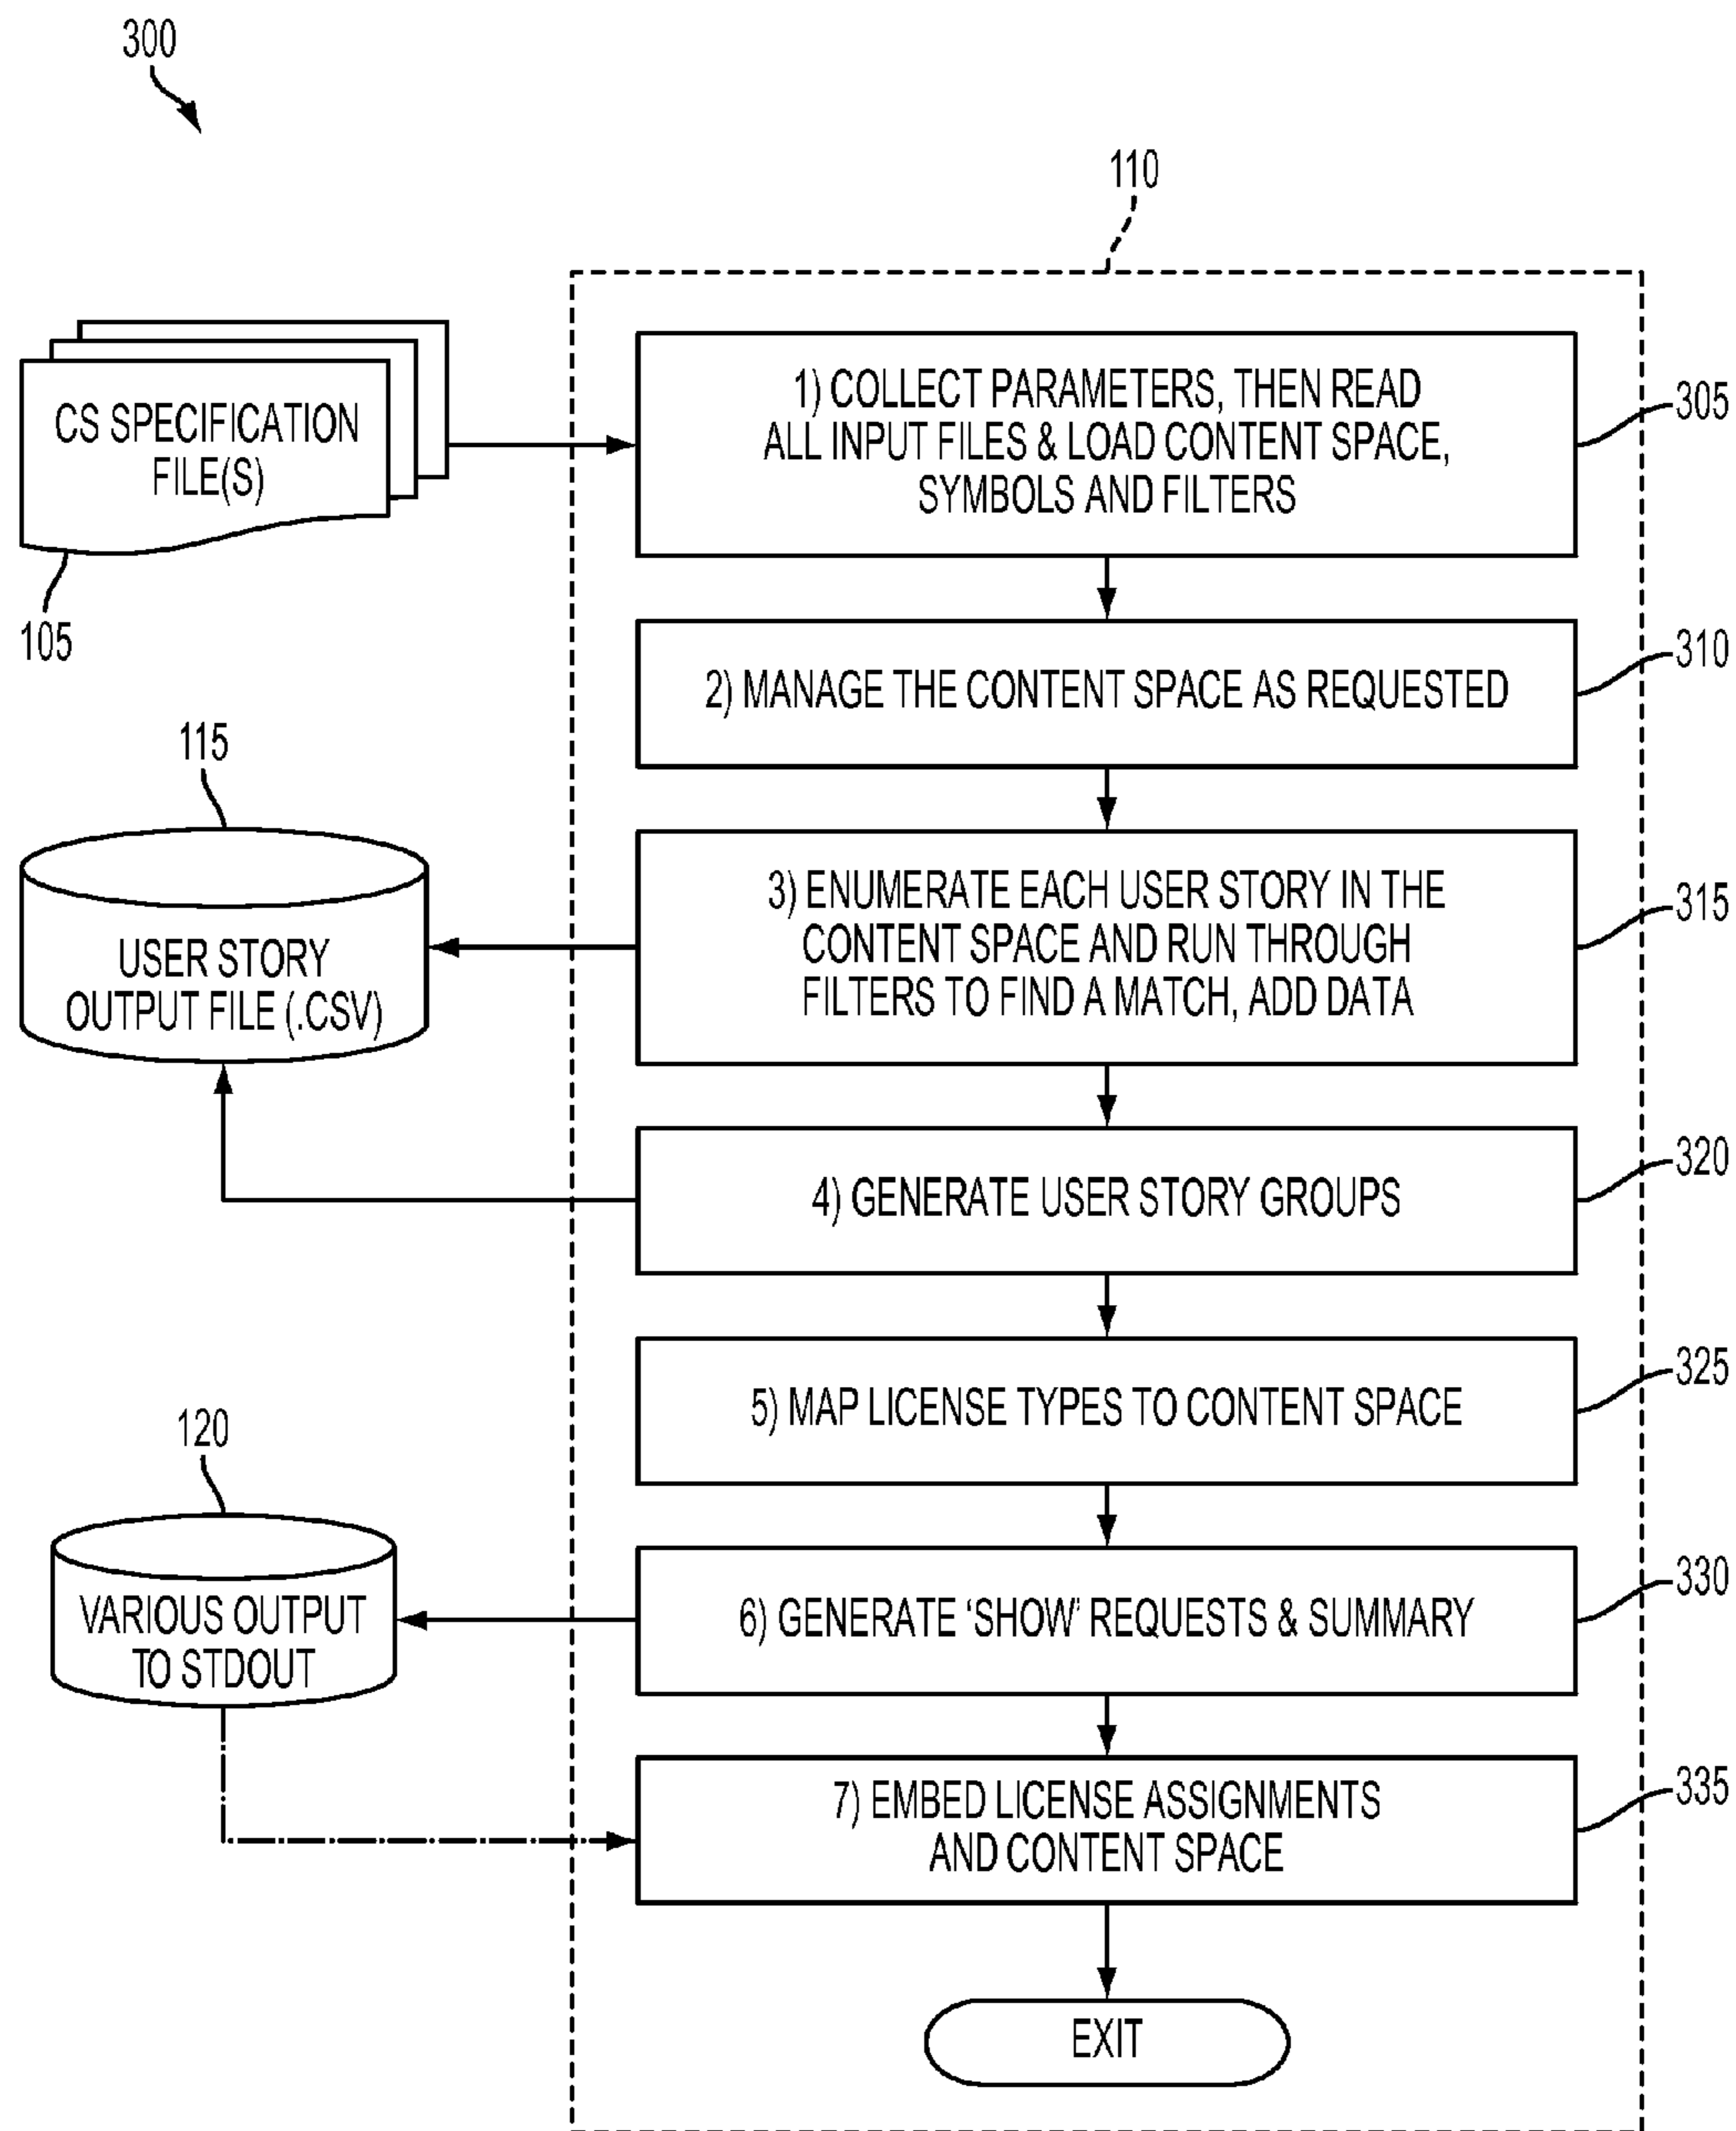 300
110
CS SPECIFICATION
FILE(S)
105
1) COLLECT PARAMETERS, THEN READ
ALL INPUT FILES & LOAD CONTENT SPACE,
SYMBOLS AND FILTERS
305
2) MANAGE THE CONTENT SPACE AS REQUESTED
310
115
USER STORY
OUTPUT FILE (.CSV)
3) ENUMERATE EACH USER STORY IN THE
CONTENT SPACE AND RUN THROUGH
FILTERS TO FIND A MATCH, ADD DATA
315
4) GENERATE USER STORY GROUPS
320
5) MAP LICENSE TYPES TO CONTENT SPACE
325
120
VARIOUS OUTPUT
TO STDOUT
6) GENERATE ‘SHOW’ REQUESTS & SUMMARY
330
7) EMBED LICENSE ASSIGNMENTS
AND CONTENT SPACE
335
EXIT